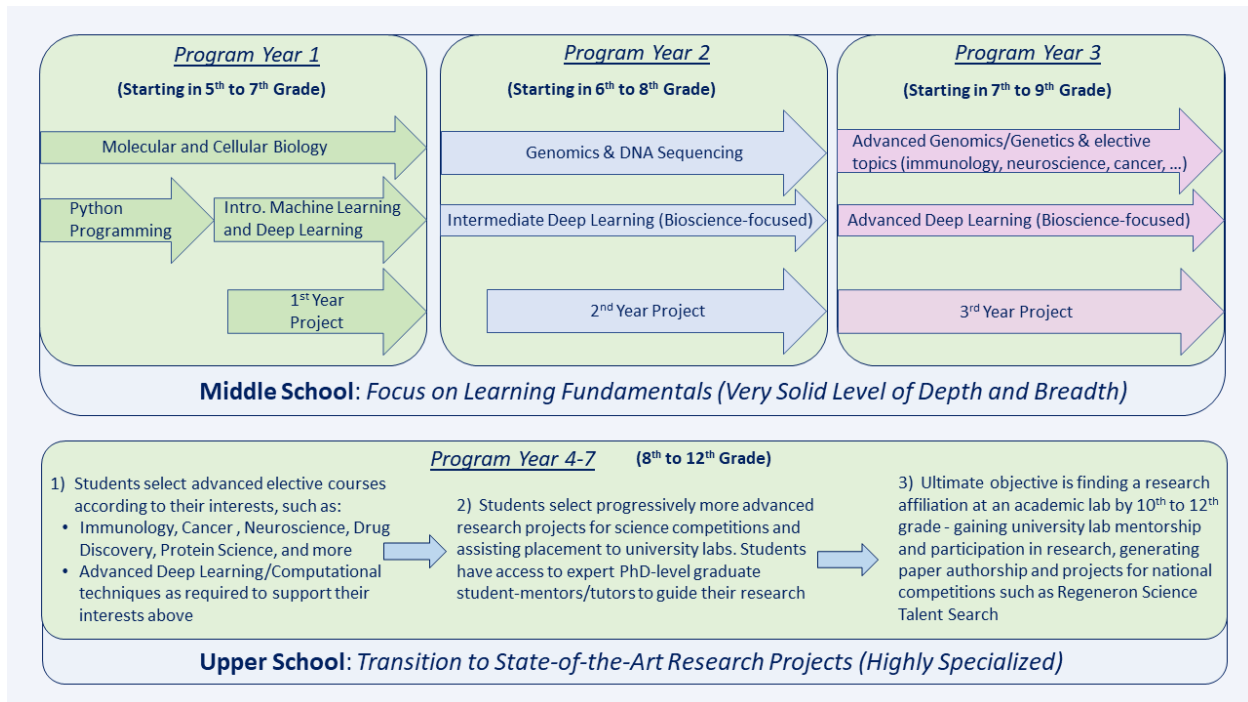 Program Year 1
(Starting in 5th to 7th Grade)
Molecular and Cellular Biology
Python
Programming
Intro. Machine Learning
and Deep Learning
1st Year
Project
Program Year 2
(Starting in 6th to 8th Grade)
Genomics & DNA Sequencing
Intermediate Deep Learning (Bioscience-focused)
2nd Year Project
Program Year 3
(Starting in 7th to 9th Grade)
Advanced Genomics/Genetics & elective
topics (immunology, neuroscience, cancer, ...)
Advanced Deep Learning (Bioscience-focused)
3rd Year Project
Middle School: Focus on Learning Fundamentals (Very Solid Level of Depth and Breadth)
Program Year 4-7 (8th to 12th Grade)
1) Students select advanced elective courses
according to their interests, such as:
• Immunology, Cancer , Neuroscience, Drug
Discovery, Protein Science, and more
• Advanced Deep Learning/Computational
techniques as required to support their
interests above
2) Students select progressively more advanced
research projects for science competitions and
assisting placement to university labs. Students
have access to expert PhD-level graduate
student-mentors/tutors to guide their research
3) Ultimate objective is finding a research
affiliation at an academic lab by 10th to 12th
grade - gaining university lab mentorship
and participation in research, generating
paper authorship and projects for national
competitions such as Regeneron Science
Talent Search
Upper School: Transition to State-of-the-Art Research Projects (Highly Specialized)